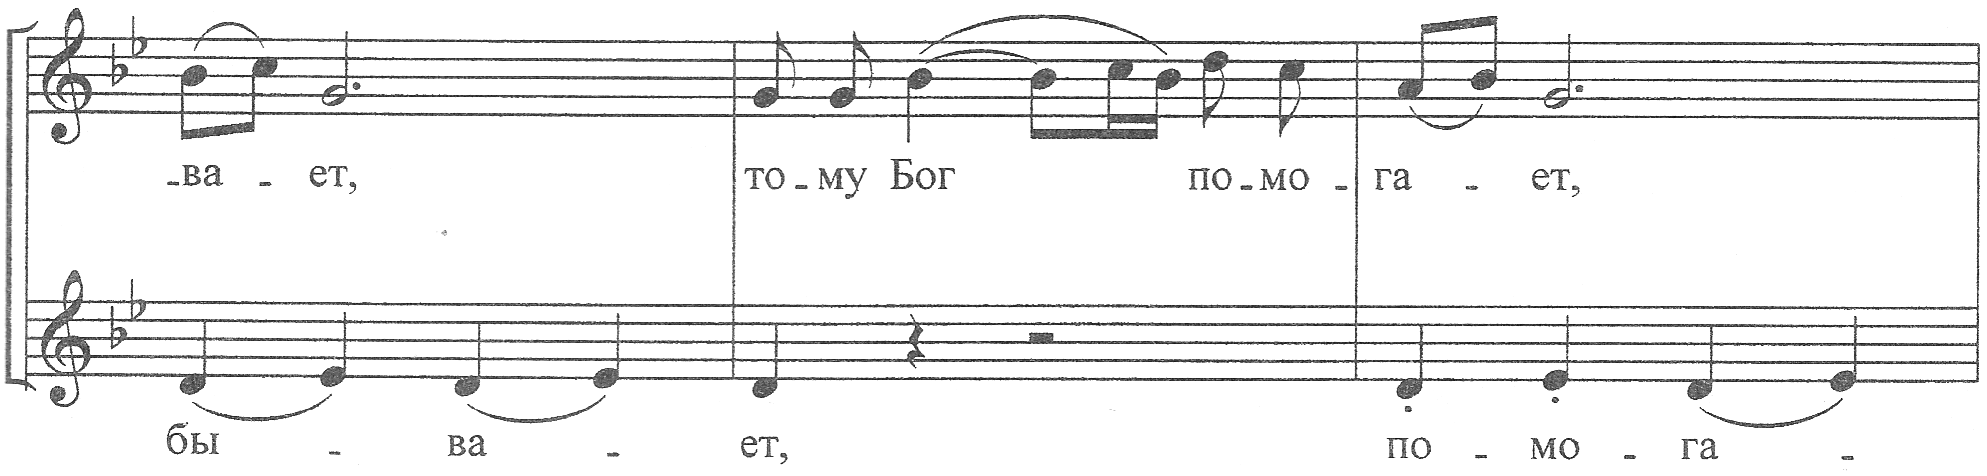 -ва - ет, то - му Бог по - мо - га - ет,
бы - ва - ет, по - мо - га -